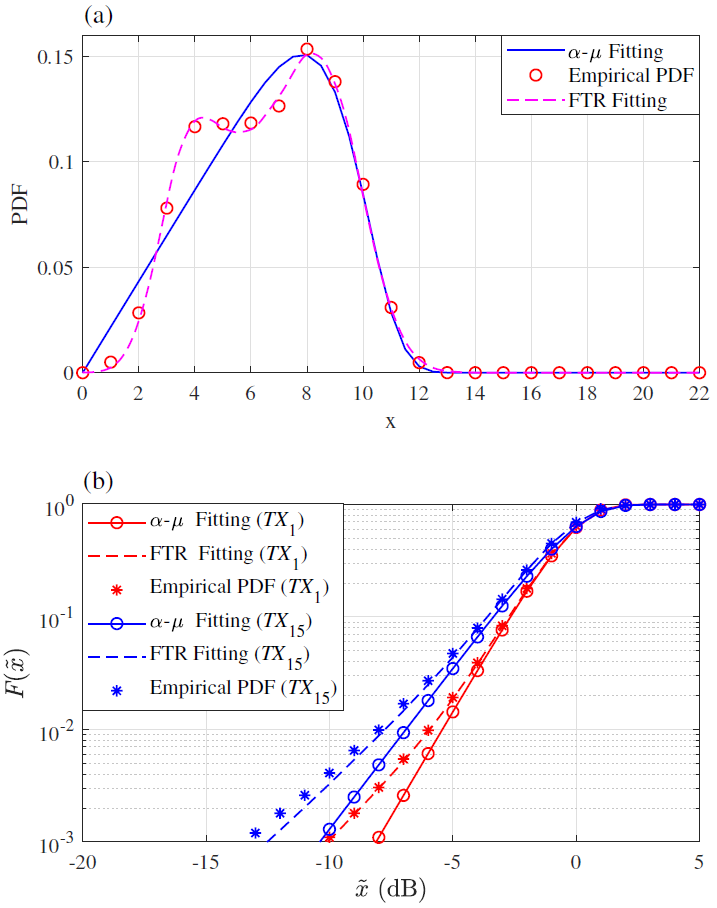 (a)
0.15
0.1
0.05
0
PDF
α-μ Fitting
Empirical PDF
FTR Fitting
0 2 4 6 8 10 12 14 16 18 20 22
x
(b)
10^0
10^-1
10^-2
10^-3
F(x̃)
α-μ Fitting (TX_1)
FTR Fitting (TX_1)
Empirical PDF (TX_1)
α-μ Fitting (TX_15)
FTR Fitting (TX_15)
Empirical PDF (TX_15)
-20 -15 -10 -5 0 5
x̃ (dB)